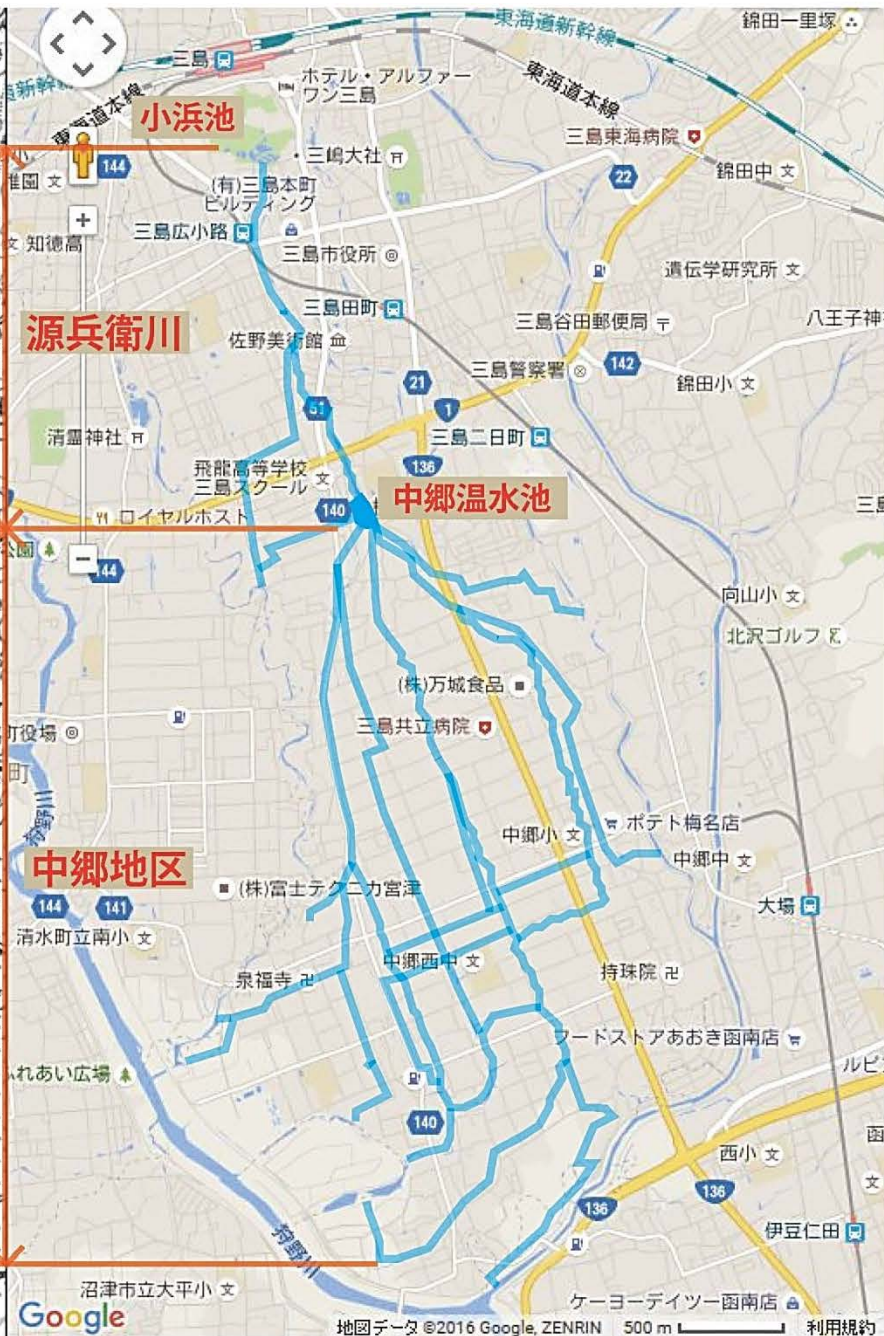 東海道新幹線
錦田一里塚
三島
ホテル・アルファー
ワン三島
東海道本線
東海道本線
小浜池
三島東海病院
144
三嶋大社
錦田中
22
(有)三島本町
ビルディング
知徳高
三島広小路
三島市役所
遺伝学研究所
三島田町
三島谷田郵便局
源兵衛川
佐野美術館
三島警察署
142
錦田小
21
51
1
清霊神社
三島二日町
飛龍高等学校
三島スクール
136
中郷温水池
140
ロイヤルホスト
144
向山小
北沢ゴルフ
(株)万城食品
三島共立病院
町役場
狩野川
中郷小
ポテト梅名店
中郷中
中郷地区
(株)富士テクニカ宮津
144
141
大場
清水町立南小
中郷西中
泉福寺
持珠院
フードストアあおき函南店
ふれあい広場
140
西小
136
136
伊豆仁田
狩野川
沼津市立大平小
ケーヨーデイツー函南店
Google
地図データ ©2016 Google, ZENRIN
500 m
利用規約